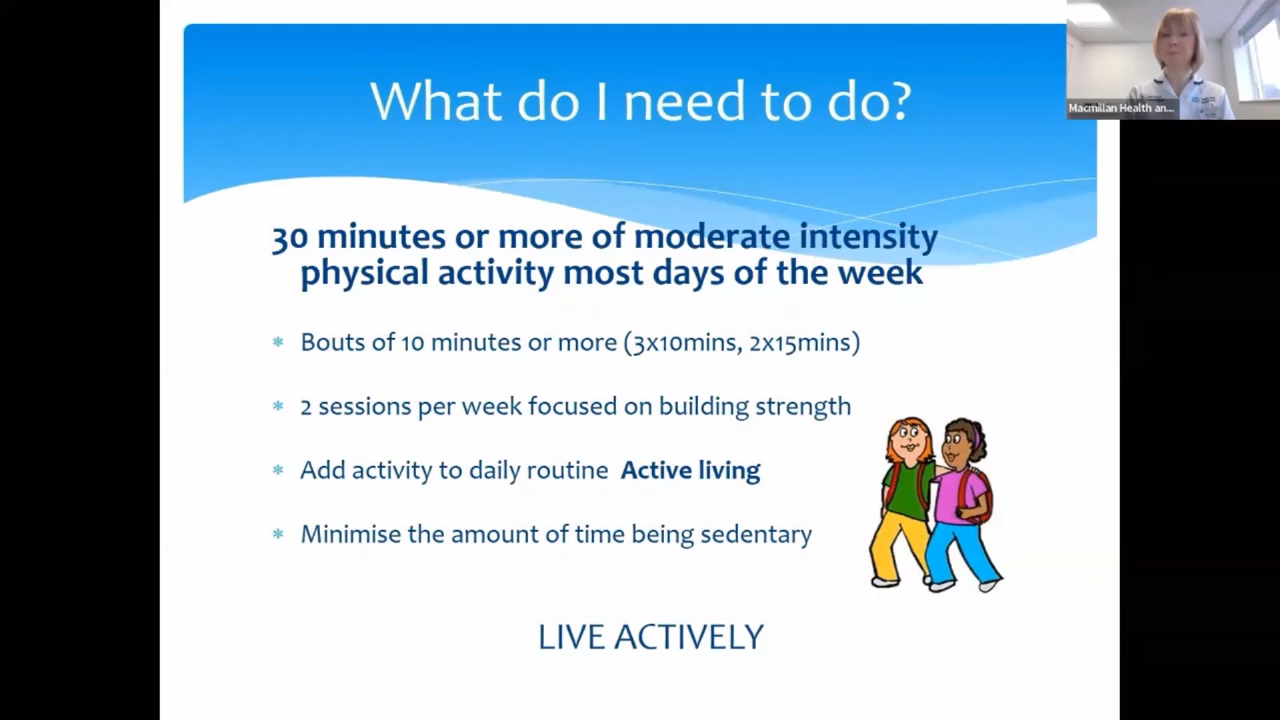 What do I need to do?
Macmillan Health an...
30 minutes or more of moderate intensity
physical activity most days of the week
* Bouts of 10 minutes or more (3x10mins, 2x15mins)
* 2 sessions per week focused on building strength
* Add activity to daily routine Active living
* Minimise the amount of time being sedentary
LIVE ACTIVELY